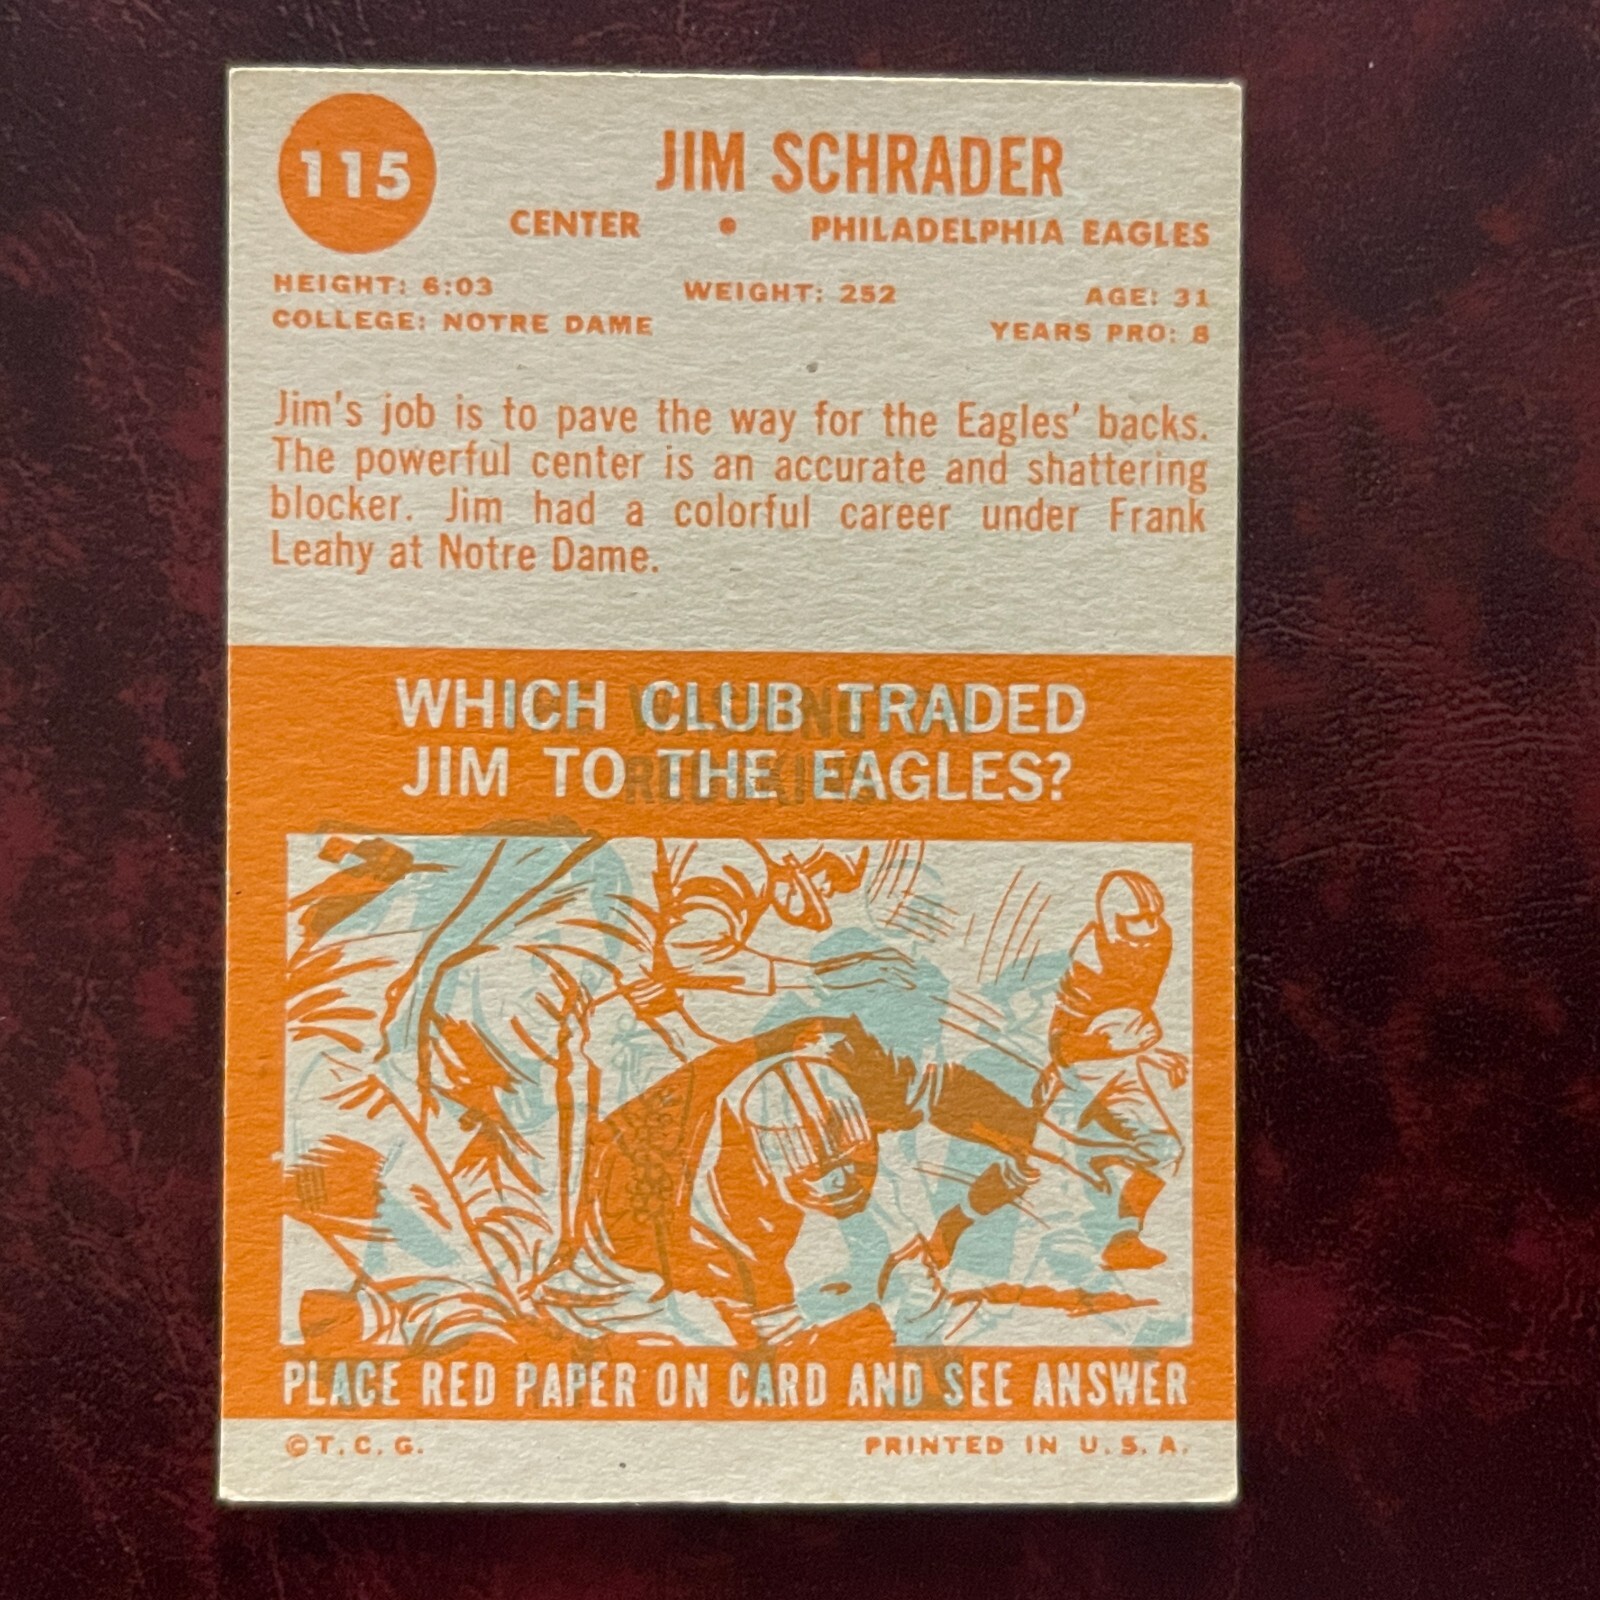 115
JIM SCHRADER
CENTER • PHILADELPHIA EAGLES
HEIGHT: 6:03 WEIGHT: 252 AGE: 31
COLLEGE: NOTRE DAME YEARS PRO: 8
Jim's job is to pave the way for the Eagles' backs.
The powerful center is an accurate and shattering
blocker. Jim had a colorful career under Frank
Leahy at Notre Dame.
WHICH CLUB TRADED
JIM TO THE EAGLES?
THE WASHINGTON
REDSKINS.
PLACE RED PAPER ON CARD AND SEE ANSWER
©T.C.G. PRINTED IN U.S.A.